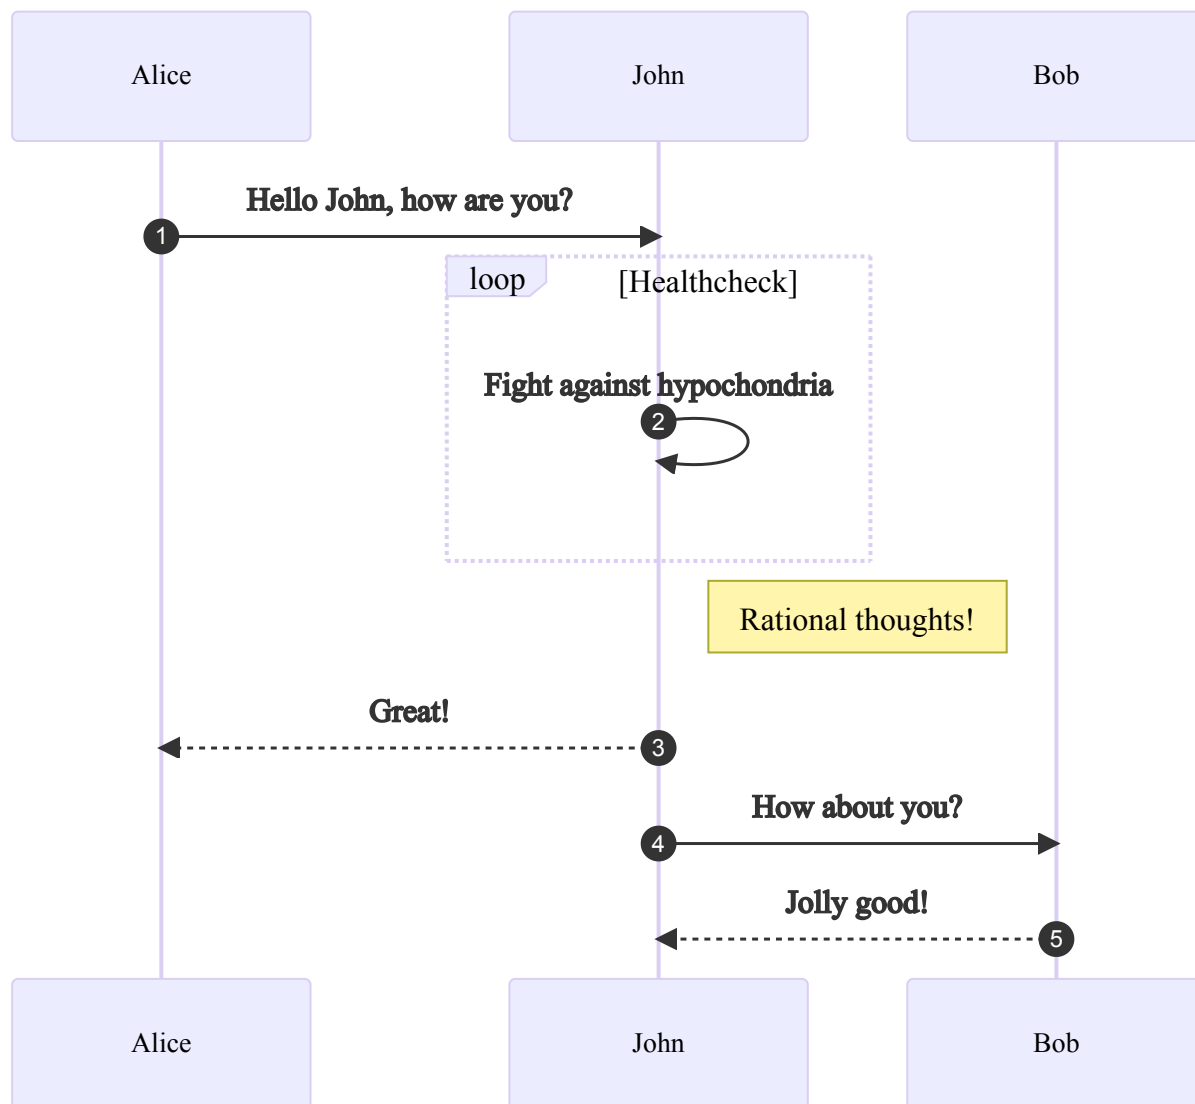 Alice
John
Bob
Hello John, how are you?
1
loop
[Healthcheck]
Fight against hypochondria
2
Rational thoughts!
Great!
3
How about you?
4
Jolly good!
5
Alice
John
Bob